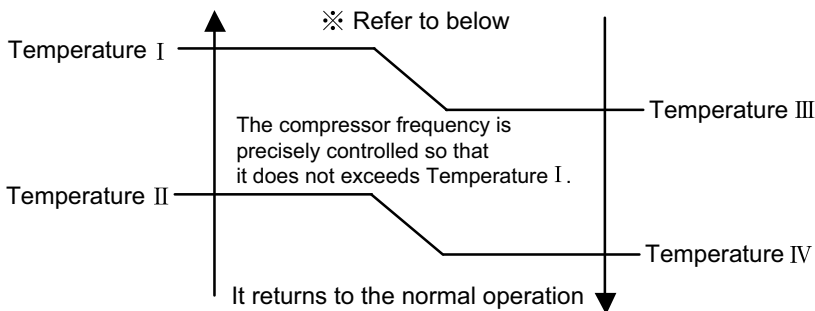 ※ Refer to below
Temperature Ⅰ
Temperature Ⅲ
The compressor frequency is
precisely controlled so that
it does not exceeds Temperature Ⅰ.
Temperature Ⅱ
Temperature Ⅳ
It returns to the normal operation